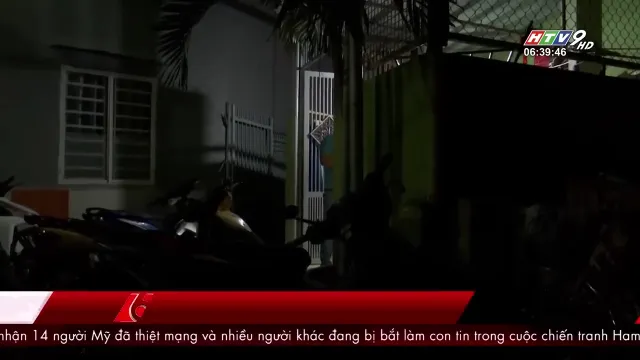 HTV9 HD
06:39:46
nhận 14 người Mỹ đã thiệt mạng và nhiều người khác đang bị bắt làm con tin trong cuộc chiến tranh Ham